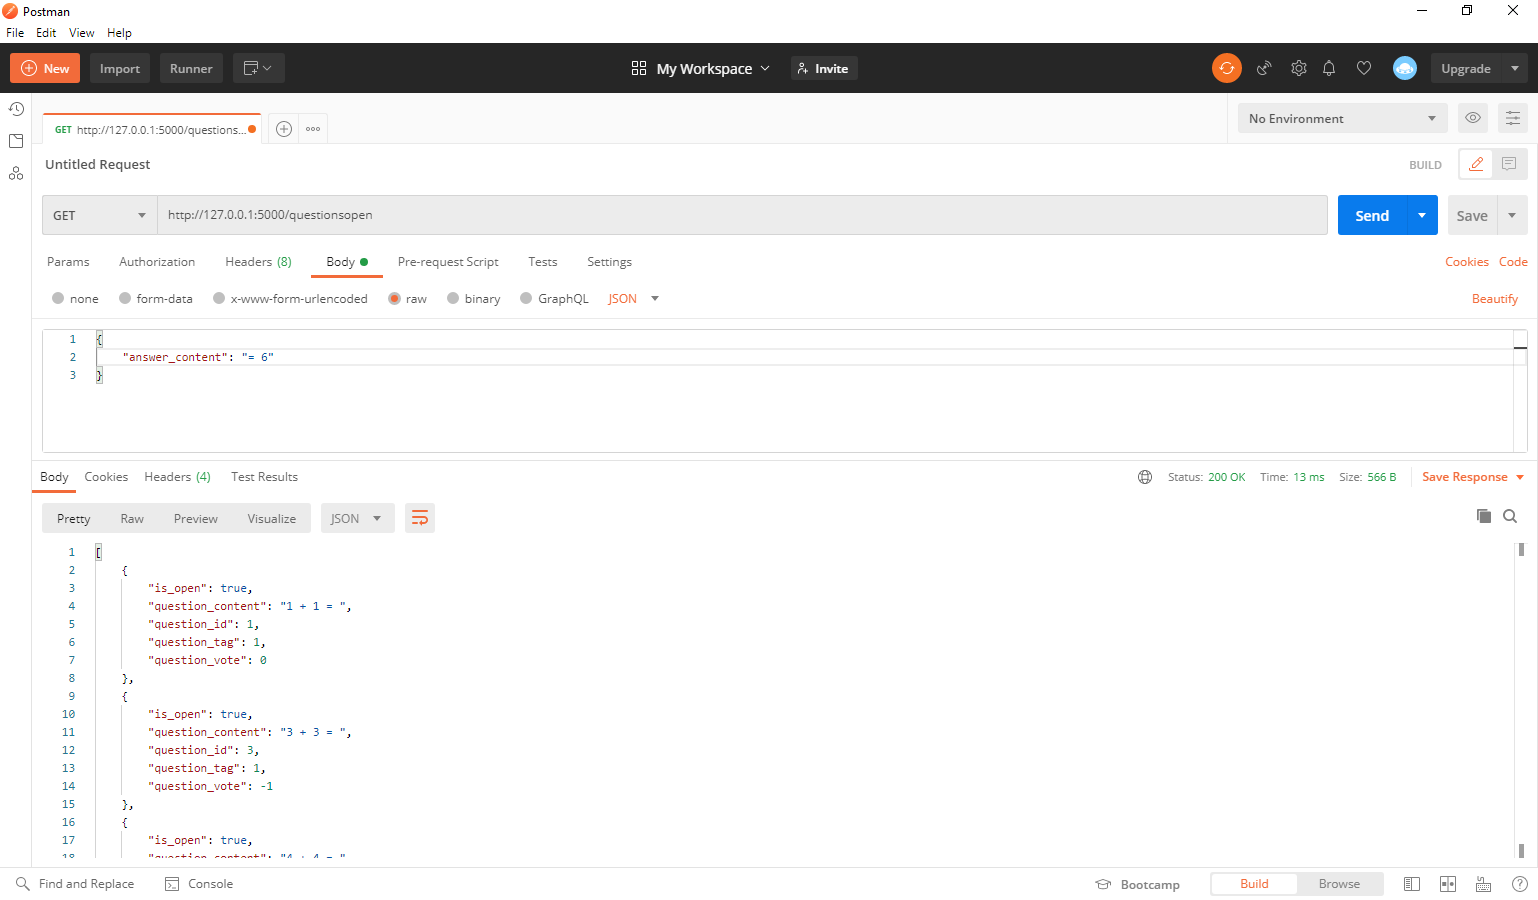 Postman
File Edit View Help
New Import Runner My Workspace Invite Upgrade
GET http://127.0.0.1:5000/questions... No Environment
Untitled Request BUILD
GET http://127.0.0.1:5000/questionsopen Send Save
Params Authorization Headers (8) Body Pre-request Script Tests Settings Cookies Code
none form-data x-www-form-urlencoded raw binary GraphQL JSON Beautify
1 {
2 "answer_content": "= 6"
3 }
Body Cookies Headers (4) Test Results Status: 200 OK Time: 13 ms Size: 566 B Save Response
Pretty Raw Preview Visualize JSON
1 [
2 {
3 "is_open": true,
4 "question_content": "1 + 1 = ",
5 "question_id": 1,
6 "question_tag": 1,
7 "question_vote": 0
8 },
9 {
10 "is_open": true,
11 "question_content": "3 + 3 = ",
12 "question_id": 3,
13 "question_tag": 1,
14 "question_vote": -1
15 },
16 {
17 "is_open": true,
18 "question_content": "4 + 4 = "
Find and Replace Console Bootcamp Build Browse